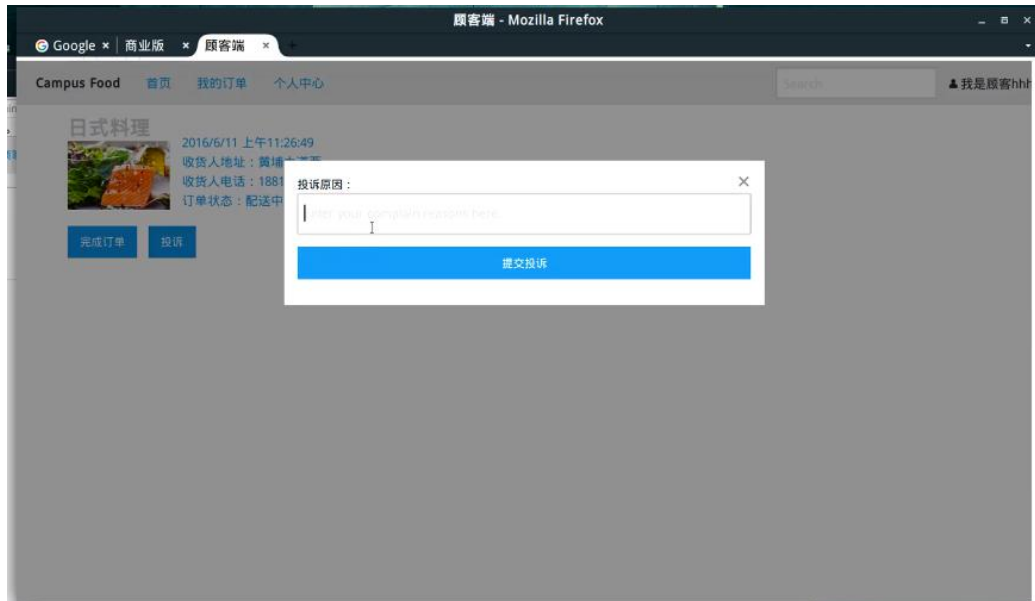 顾客端 - Mozilla Firefox
Google × 商业版 × 顾客端 ×
Campus Food 首页 我的订单 个人中心 Search 我是顾客hhh
日式料理
2016/6/11 上午11:26:49
收货人地址:黄埔
收货人电话:1881
订单状态:配送中
完成订单 投诉
投诉原因:
Enter your complain reasons here.
提交投诉